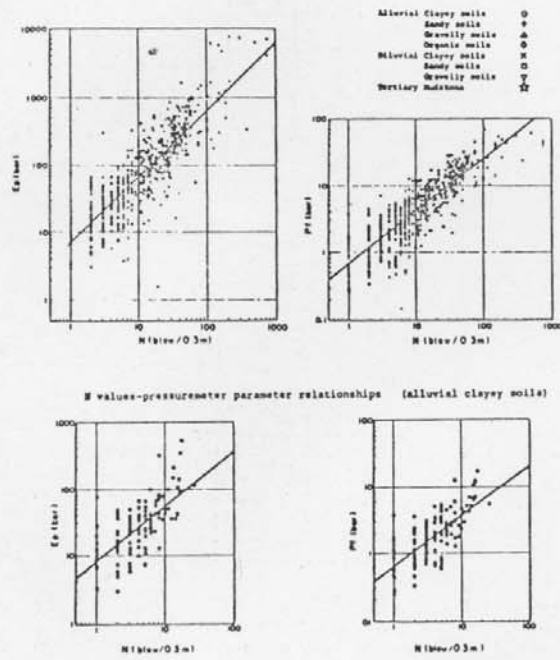 Alluvial Clayey soils
Sandy soils
Gravelly soils
Organic soils
Diluvial Clayey soils
Sandy soils
Gravelly soils
Tertiary Mudstone
10000
1000
100
10
1
Ep (bar)
1
10
100
1000
N (blow/0.3m)
100
10
1
0.1
Pf (bar)
1
10
100
1000
N (blow/0.3m)
N values-pressuremeter parameter relationships (alluvial clayey soils)
1000
100
10
1
Ep (bar)
1
10
100
N (blow/0.3m)
100
10
1
0.1
Pf (bar)
1
10
100
N (blow/0.3m)